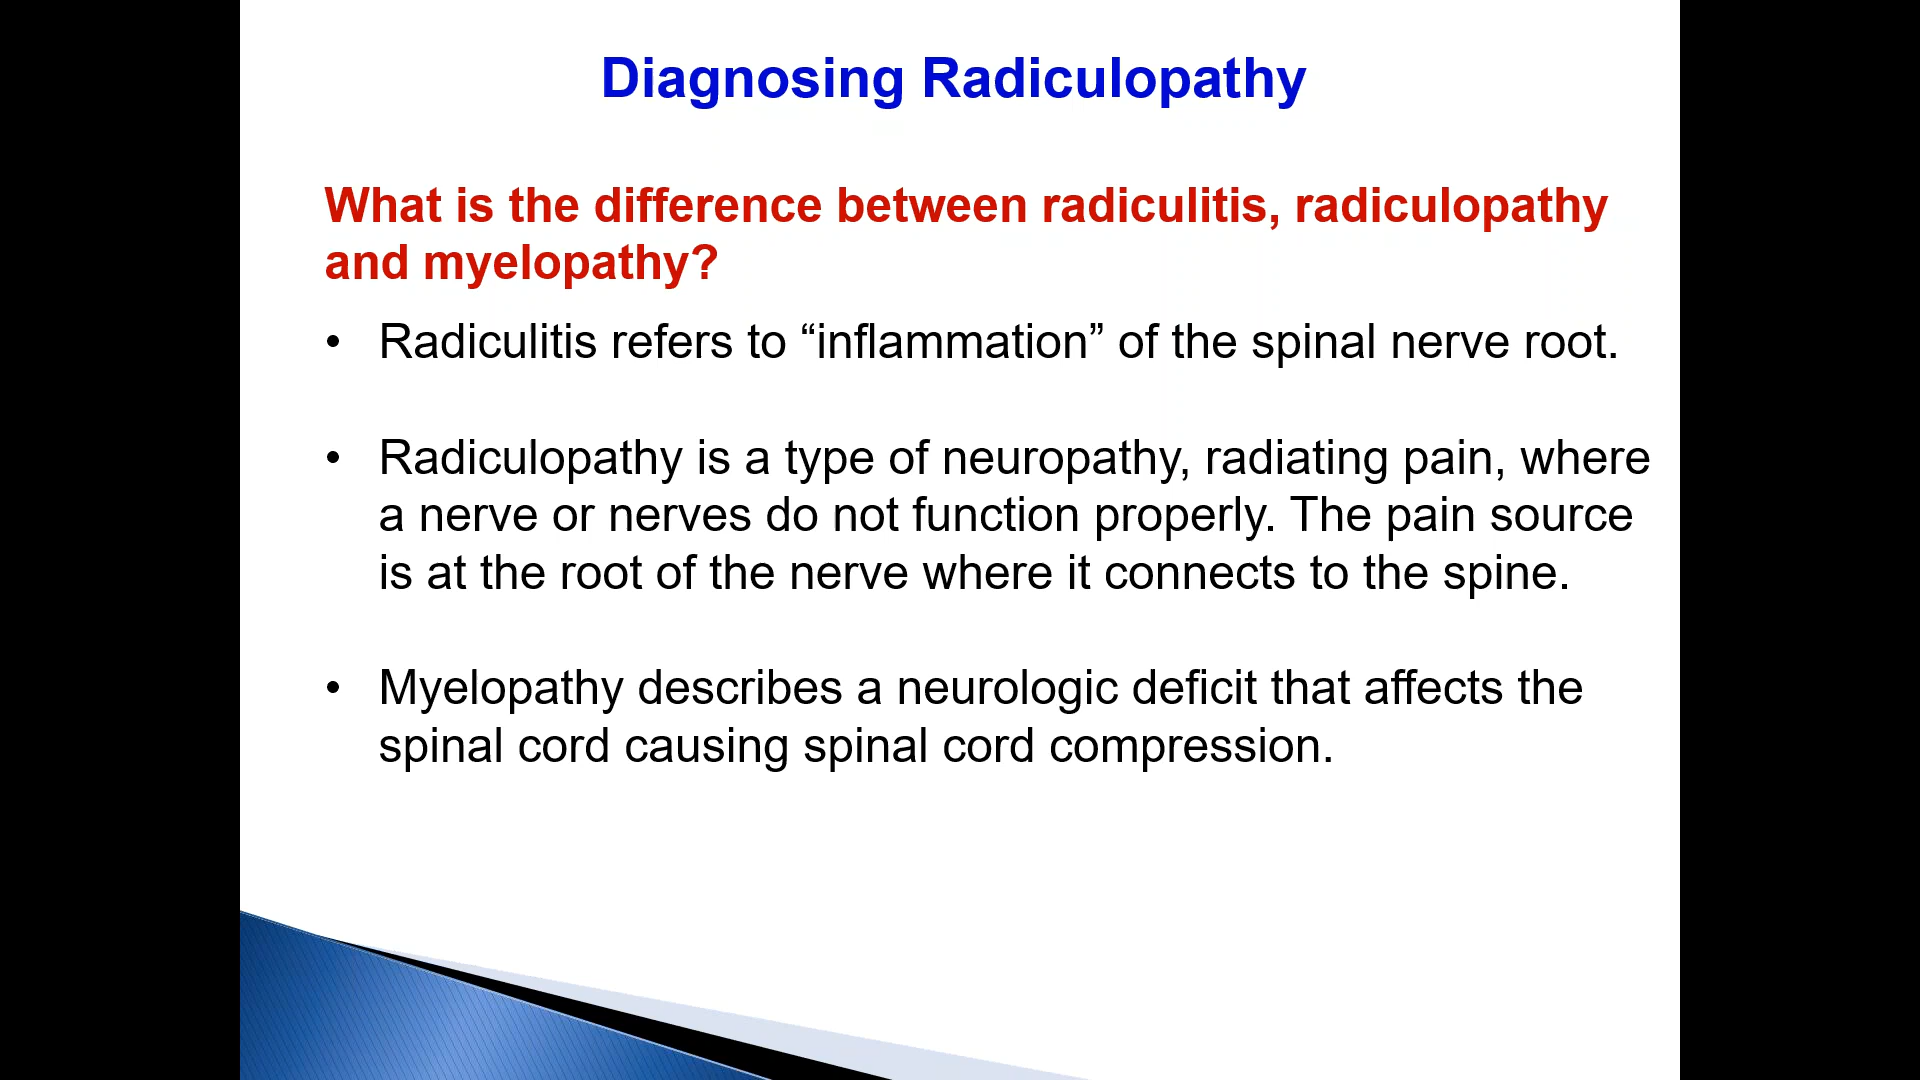 Diagnosing Radiculopathy
What is the difference between radiculitis, radiculopathy
and myelopathy?
• Radiculitis refers to “inflammation” of the spinal nerve root.
• Radiculopathy is a type of neuropathy, radiating pain, where
a nerve or nerves do not function properly. The pain source
is at the root of the nerve where it connects to the spine.
• Myelopathy describes a neurologic deficit that affects the
spinal cord causing spinal cord compression.